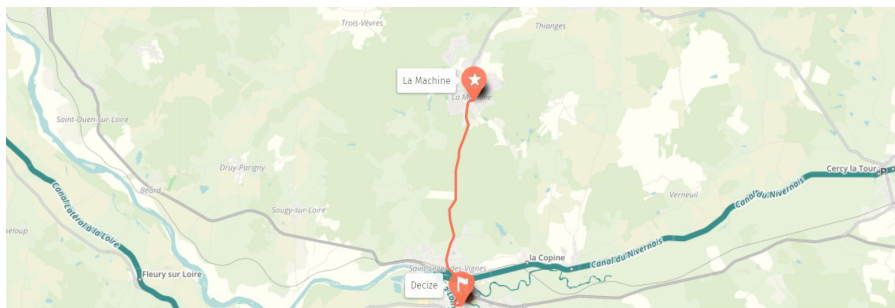 Trois-Vèvres
Thianges
La Machine
La Machine
Saint-Ouen-sur-Loire
Druy-Parigny
Béard
Sougy-sur-Loire
Canal Latéral à la Loire
Fleury sur Loire
Cercy la Tour
Verneuil
Canal du Nivernais
la Copine
Canal du Nivernais
Decize